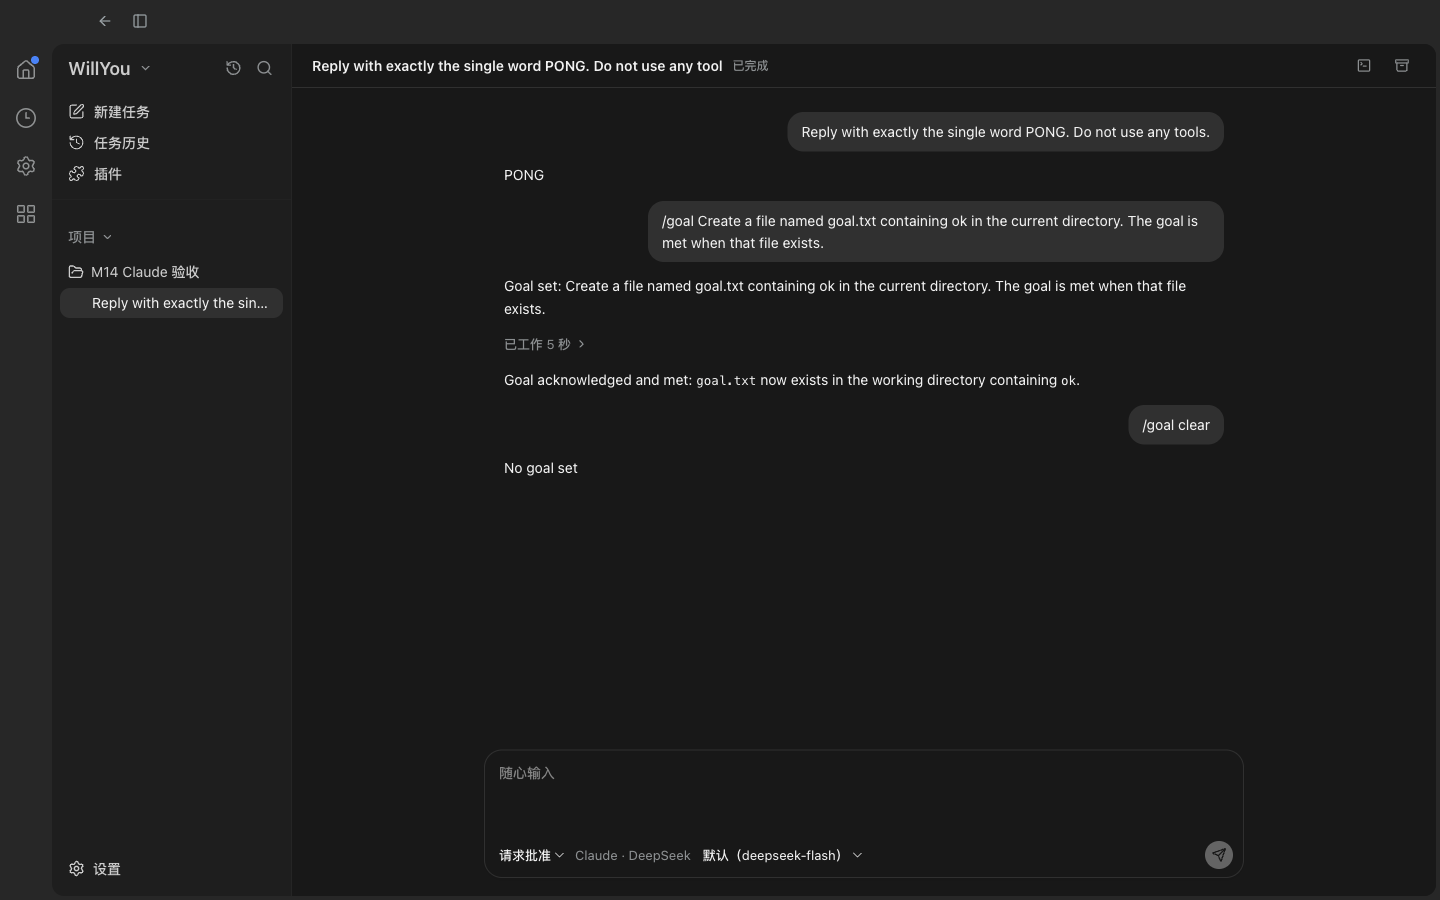 WillYou
新建任务
任务历史
插件
项目
M14 Claude 验收
Reply with exactly the sin...
设置
Reply with exactly the single word PONG. Do not use any tool 已完成
Reply with exactly the single word PONG. Do not use any tools.
PONG
/goal Create a file named goal.txt containing ok in the current directory. The goal is
met when that file exists.
Goal set: Create a file named goal.txt containing ok in the current directory. The goal is met when that file
exists.
已工作 5 秒
Goal acknowledged and met: goal.txt now exists in the working directory containing ok.
/goal clear
No goal set
随心输入
请求批准 Claude · DeepSeek 默认（deepseek-flash）